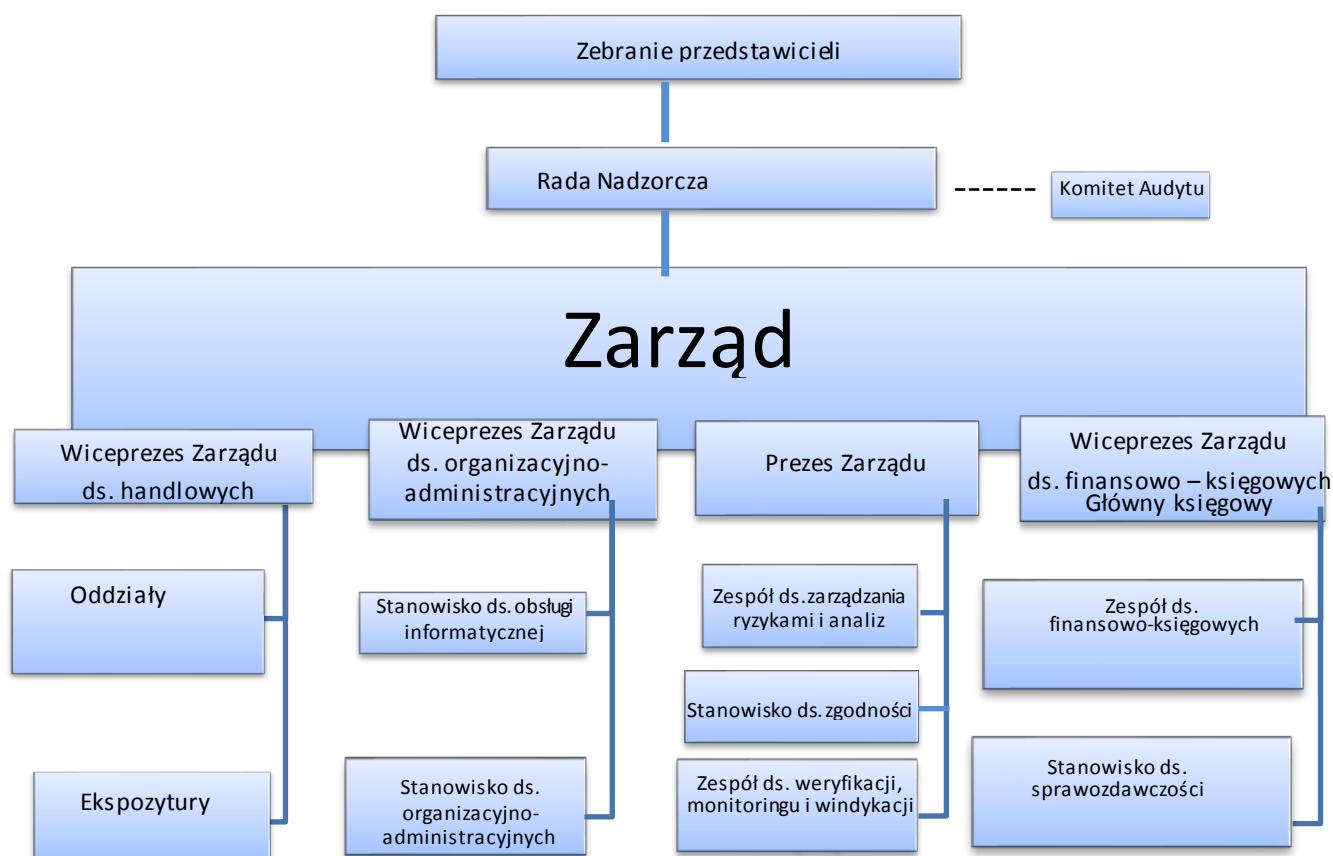 Zebranie przedstawicieli
Rada Nadzorcza
Komitet Audytu
Zarząd
Wiceprezes Zarządu
ds. handlowych
Wiceprezes Zarządu
ds. organizacyjno-
administracyjnych
Prezes Zarządu
Wiceprezes Zarządu
ds. finansowo – księgowych
Główny księgowy
Oddziały
Stanowisko ds. obsługi
informatycznej
Zespół ds. zarządzania
ryzykami i analiz
Zespół ds.
finansowo-księgowych
Stanowisko ds. zgodności
Ekspozytury
Stanowisko ds.
organizacyjno-
administracyjnych
Zespół ds. weryfikacji,
monitoringu i windykacji
Stanowisko ds.
sprawozdawczości